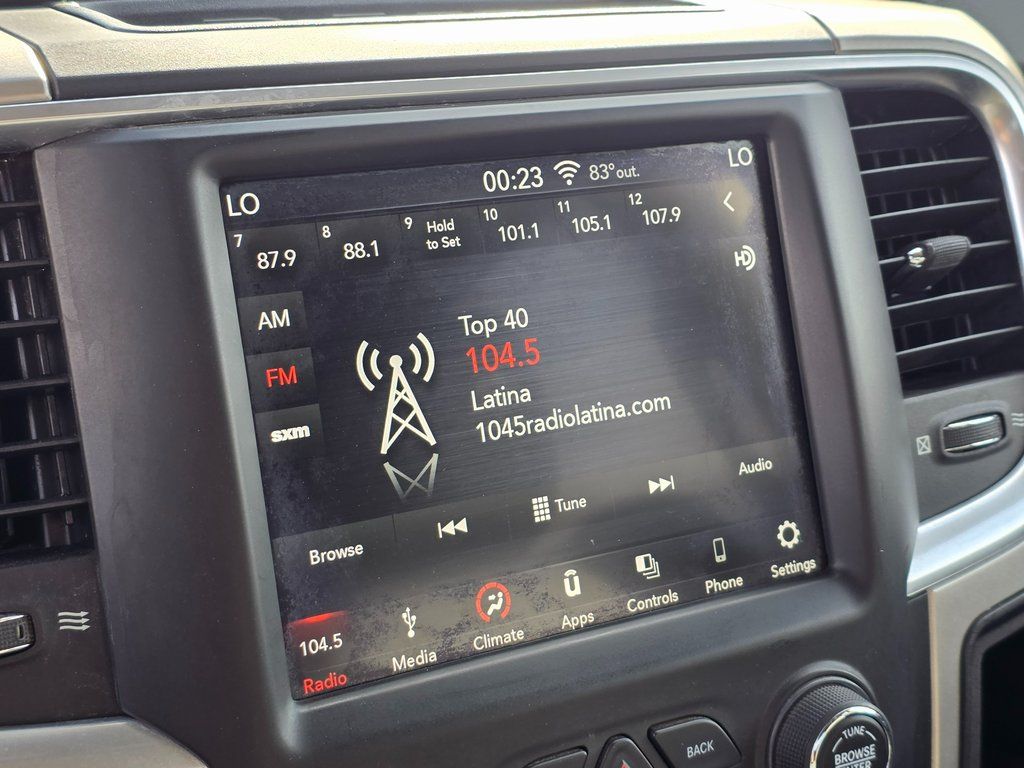 LO
00:23
83° out.
LO
7
87.9
8
88.1
9
Hold
to Set
10
101.1
11
105.1
12
107.9
HD
AM
FM
sxm
Top 40
104.5
Latina
1045radiolatina.com
Browse
Tune
Audio
104.5
Radio
Media
Climate
Apps
Controls
Phone
Settings
BACK
TUNE
BROWSE